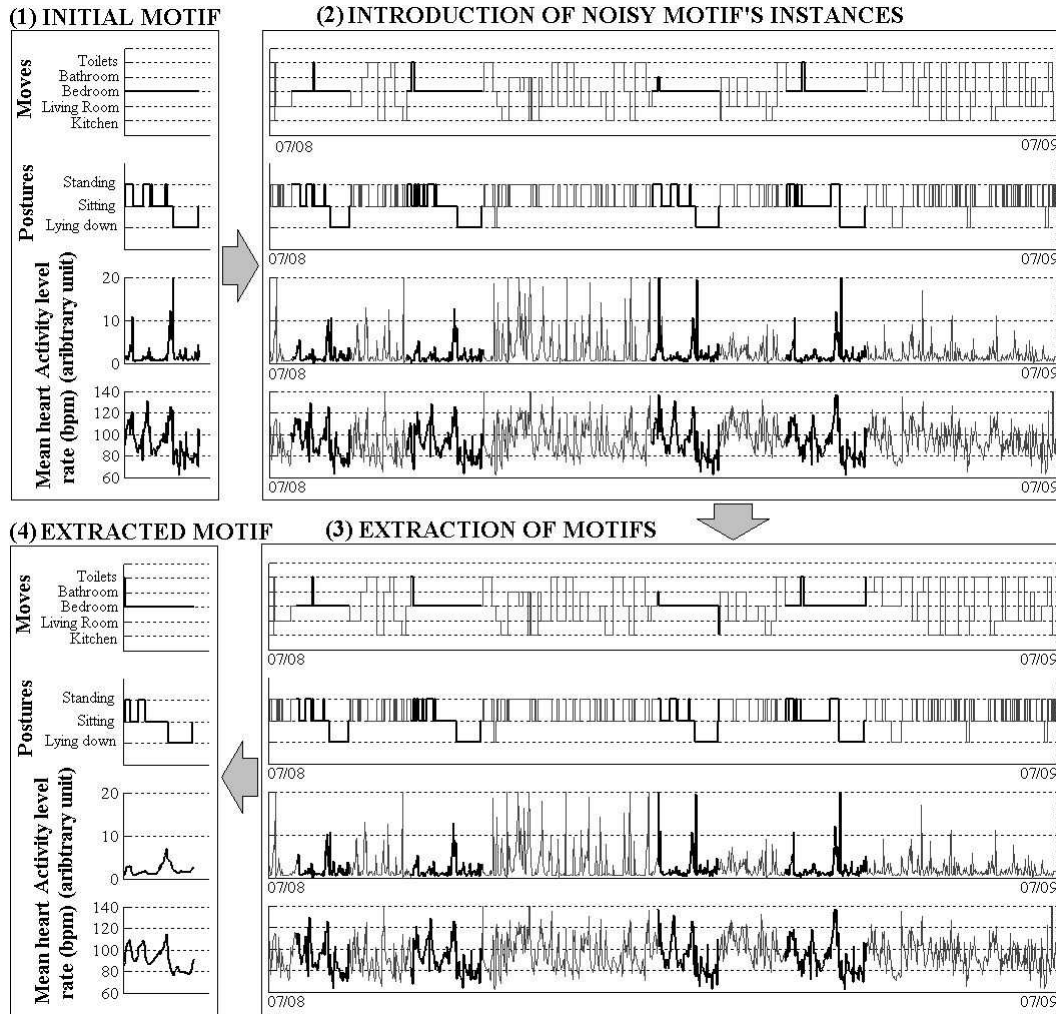 (1) INITIAL MOTIF
Moves
Toilets
Bathroom
Bedroom
Living Room
Kitchen
Postures
Standing
Sitting
Lying down
Activity level
(aribtrary unit)
20
10
0
Mean heart
rate (bpm)
140
120
100
80
60
(2) INTRODUCTION OF NOISY MOTIF'S INSTANCES
07/08
07/09
07/08
07/09
07/08
07/09
07/08
07/09
(3) EXTRACTION OF MOTIFS
07/08
07/09
07/08
07/09
07/08
07/09
07/08
07/09
(4) EXTRACTED MOTIF
Moves
Toilets
Bathroom
Bedroom
Living Room
Kitchen
Postures
Standing
Sitting
Lying down
Activity level
(aribtrary unit)
20
10
0
Mean heart
rate (bpm)
140
120
100
80
60